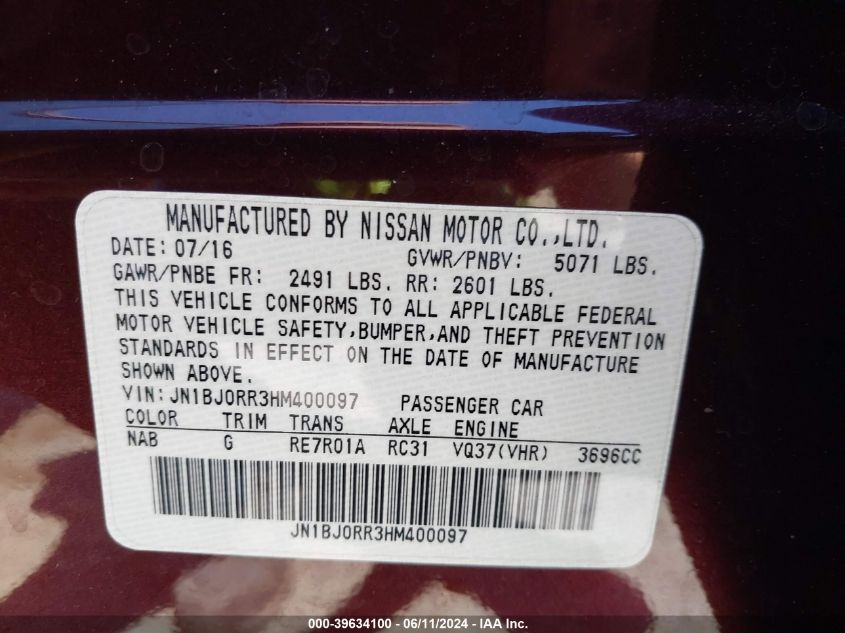 MANUFACTURED BY NISSAN MOTOR CO.,LTD.
DATE: 07/16 GVWR/PNBV: 5071 LBS.
GAWR/PNBE FR: 2491 LBS. RR: 2601 LBS.
THIS VEHICLE CONFORMS TO ALL APPLICABLE FEDERAL
MOTOR VEHICLE SAFETY,BUMPER,AND THEFT PREVENTION
STANDARDS IN EFFECT ON THE DATE OF MANUFACTURE
SHOWN ABOVE.
VIN: JN1BJ0RR3HM400097 PASSENGER CAR
COLOR TRIM TRANS AXLE ENGINE
NAB G RE7R01A RC31 VQ37(VHR) 3696CC
JN1BJ0RR3HM400097
000-39634100 - 06/11/2024 - IAA Inc.